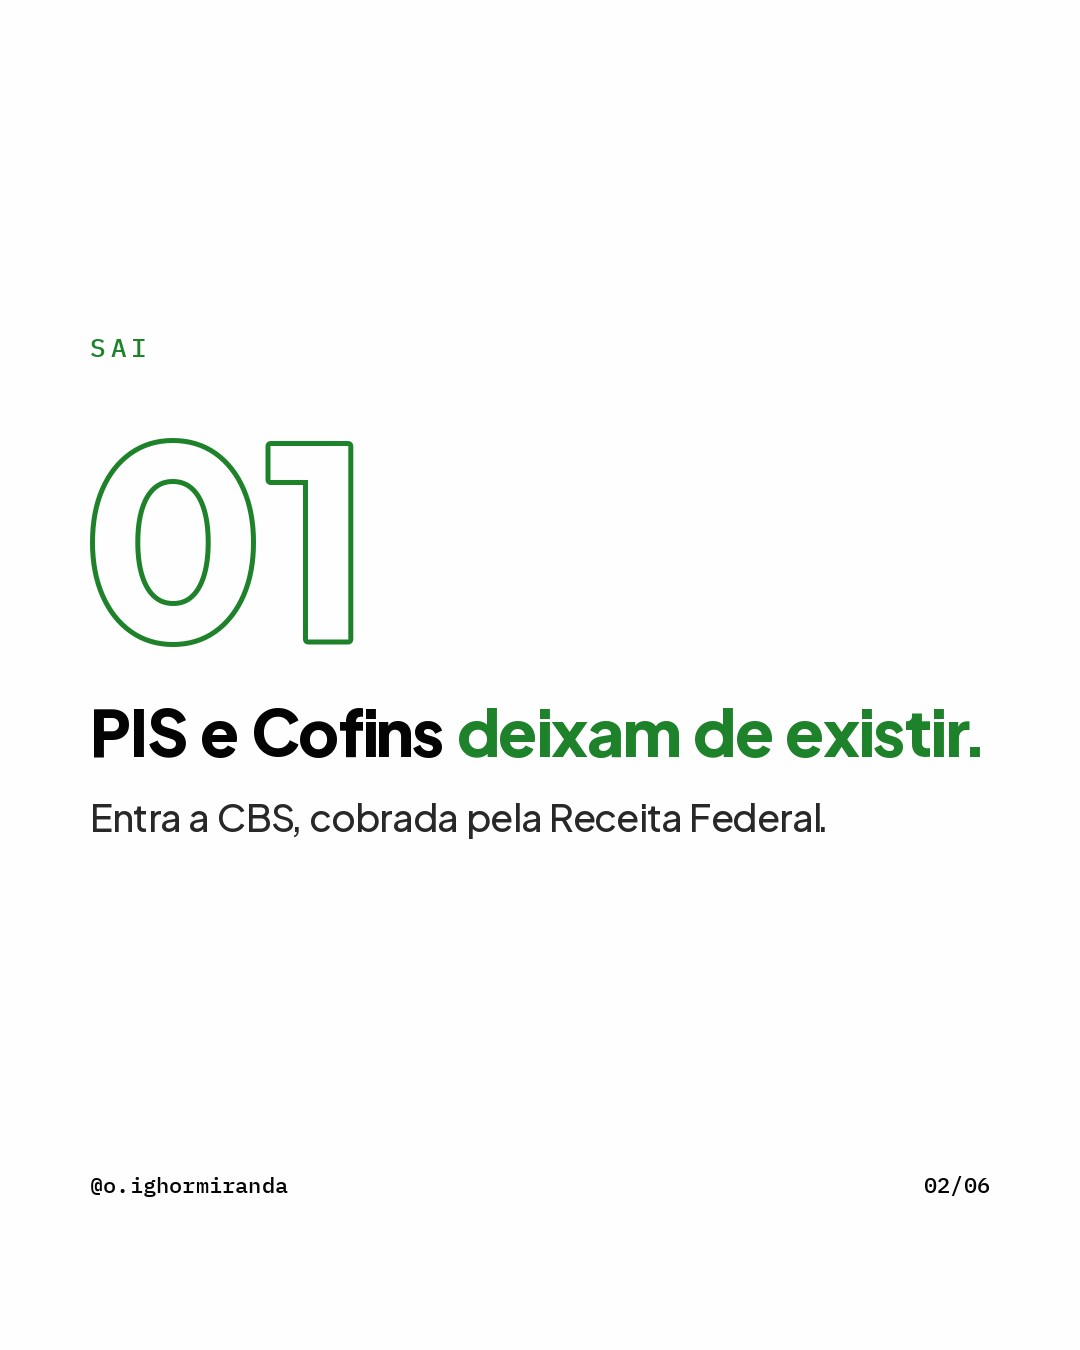 SAI
01
PIS e Cofins deixam de existir.
Entra a CBS, cobrada pela Receita Federal.
@o.ighormiranda
02/06